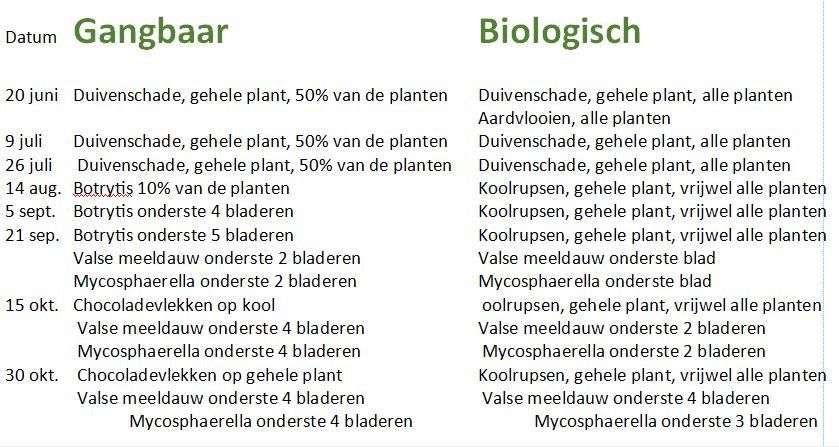 Datum Gangbaar Biologisch
20 juni Duivenschade, gehele plant, 50% van de planten Duivenschade, gehele plant, alle planten
Aardvlooien, alle planten
9 juli Duivenschade, gehele plant, 50% van de planten Duivenschade, gehele plant, alle planten
26 juli Duivenschade, gehele plant, 50% van de planten Duivenschade, gehele plant, alle planten
14 aug. Botrytis 10% van de planten Koolrupsen, gehele plant, vrijwel alle planten
5 sept. Botrytis onderste 4 bladeren Koolrupsen, gehele plant, vrijwel alle planten
21 sep. Botrytis onderste 5 bladeren Koolrupsen, gehele plant, vrijwel alle planten
Valse meeldauw onderste 2 bladeren Valse meeldauw onderste blad
Mycosphaerella onderste 2 bladeren Mycosphaerella onderste blad
15 okt. Chocoladevlekken op kool oolrupsen, gehele plant, vrijwel alle planten
Valse meeldauw onderste 4 bladeren Valse meeldauw onderste 2 bladeren
Mycosphaerella onderste 4 bladeren Mycosphaerella onderste 2 bladeren
30 okt. Chocoladevlekken op gehele plant Koolrupsen, gehele plant, vrijwel alle planten
Valse meeldauw onderste 4 bladeren Valse meeldauw onderste 4 bladeren
Mycosphaerella onderste 4 bladeren Mycosphaerella onderste 3 bladeren